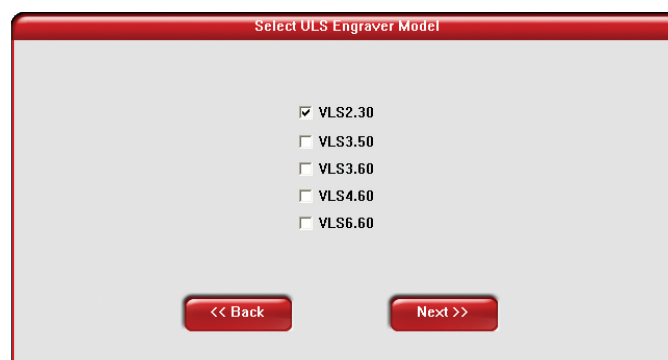 Select ULS Engraver Model
VLS2.30
VLS3.50
VLS3.60
VLS4.60
VLS6.60
<< Back
Next >>